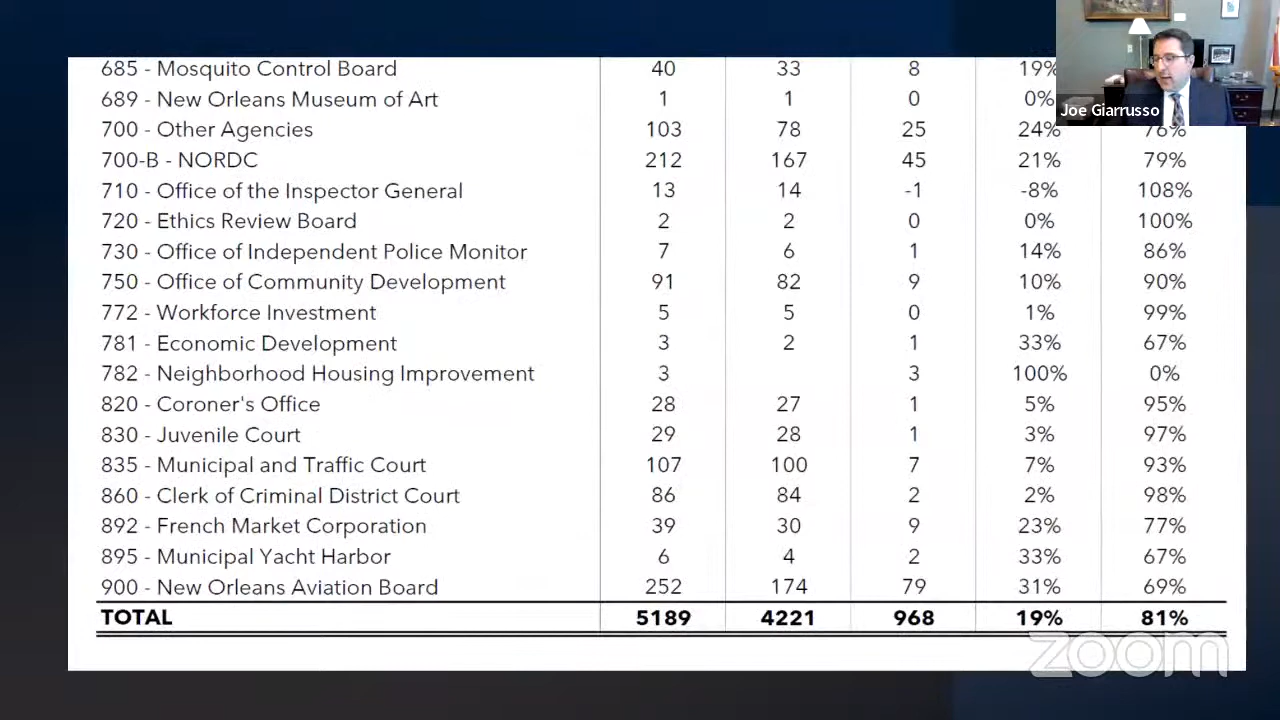 685 - Mosquito Control Board 40 33 8 19%
689 - New Orleans Museum of Art 1 1 0 0%
Joe Giarrusso
700 - Other Agencies 103 78 25 24% 76%
700-B - NORDC 212 167 45 21% 79%
710 - Office of the Inspector General 13 14 -1 -8% 108%
720 - Ethics Review Board 2 2 0 0% 100%
730 - Office of Independent Police Monitor 7 6 1 14% 86%
750 - Office of Community Development 91 82 9 10% 90%
772 - Workforce Investment 5 5 0 1% 99%
781 - Economic Development 3 2 1 33% 67%
782 - Neighborhood Housing Improvement 3 3 100% 0%
820 - Coroner's Office 28 27 1 5% 95%
830 - Juvenile Court 29 28 1 3% 97%
835 - Municipal and Traffic Court 107 100 7 7% 93%
860 - Clerk of Criminal District Court 86 84 2 2% 98%
892 - French Market Corporation 39 30 9 23% 77%
895 - Municipal Yacht Harbor 6 4 2 33% 67%
900 - New Orleans Aviation Board 252 174 79 31% 69%
TOTAL 5189 4221 968 19% 81%
zoom